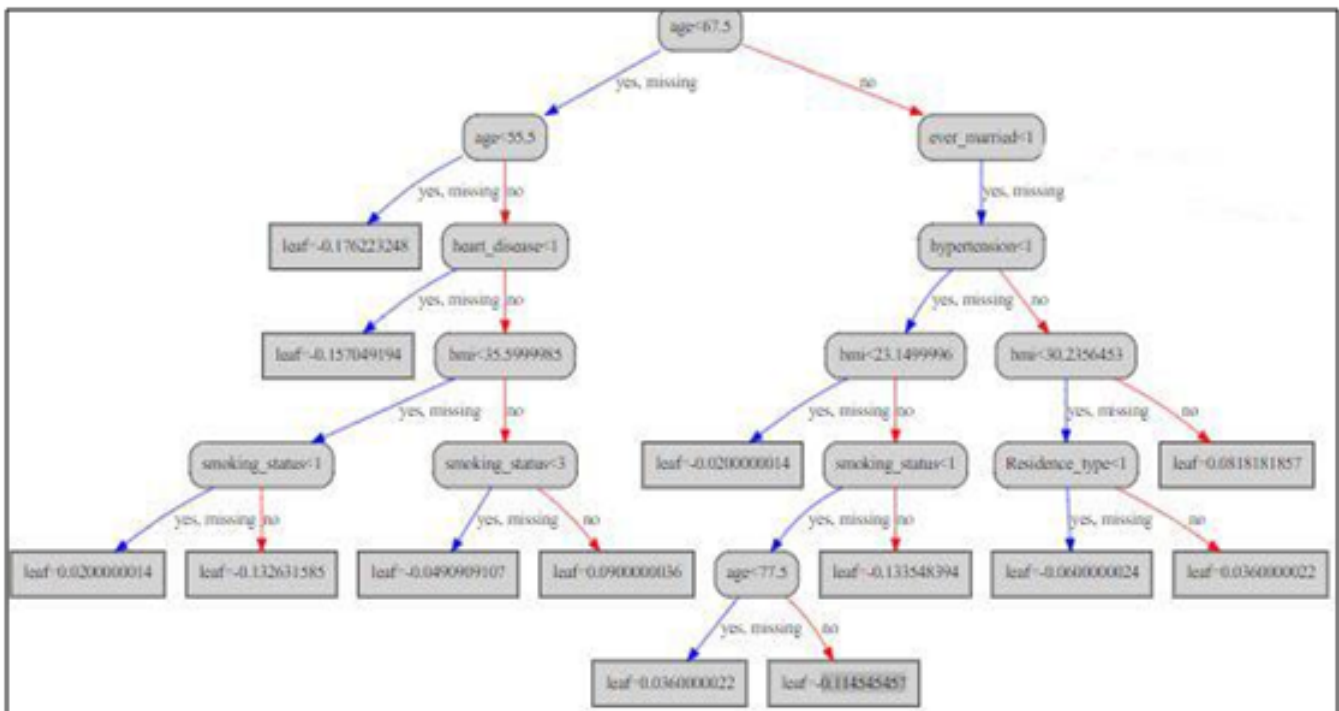 age<67.5
yes, missing
no
age<55.5
ever_married<1
yes, missing
no
yes, missing
leaf=-0.176223248
heart_disease<1
hypertension<1
yes, missing
no
yes, missing
no
leaf=-0.157049194
bmi<35.5999985
bmi<23.1499996
bmi<30.2356453
yes, missing
no
yes, missing
no
yes, missing
no
smoking_status<1
smoking_status<3
leaf=-0.0200000014
smoking_status<1
Residence_type<1
leaf=0.0818181857
yes, missing
no
yes, missing
no
yes, missing
no
yes, missing
no
leaf=0.0200000014
leaf=-0.132631585
leaf=-0.0490909107
leaf=0.0900000036
age<77.5
leaf=-0.133548394
leaf=-0.0600000024
leaf=0.0360000022
yes, missing
no
leaf=0.0360000022
leaf=-0.114545457